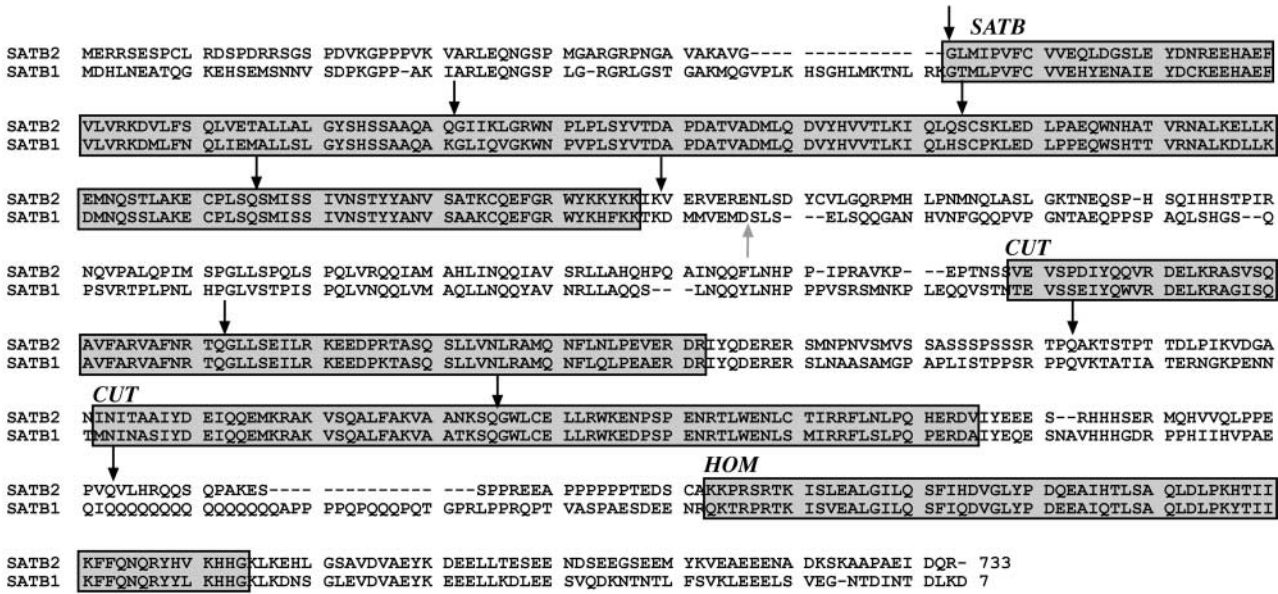 SATB
SATB2 MERRSESPCL RDSPDRRSGS PDVKGPPPVK VARLEQNGSP MGARGRPNGA VAKAVG---- ---------- --GLMIPVFC VVEQLDGSLE YDNREEHAEF
SATB1 MDHLNEATQG KEHSEMSNNV SDPKGPP-AK IARLEQNGSP LG-RGRLGST GAKMQGVPLK HSGHLMKTNL RKGTMLPVFC VVEHYENAIE YDCKEEHAEF
SATB2 VLVRKDVLFS QLVETALLAL GYSHSSAAQA QGIIKLGRWN PLPLSYVTDA PDATVADMLQ DVYHVVTLKI QLQSCSKLED LPAEQWNHAT VRNALKELLK
SATB1 VLVRKDMLFN QLIEMALLSL GYSHSSAAQA KGLIQVGKWN PVPLSYVTDA PDATVADMLQ DVYHVVTLKI QLHSCPKLED LPPEQWSHTT VRNALKDLLK
SATB2 EMNQSTLAKE CPLSQSMISS IVNSTYYANV SATKCQEFGR WYKKYKKIKV ERVERENLSD YCVLGQRPMH LPNMNQLASL GKTNEQSP-H SQIHHSTPIR
SATB1 DMNQSSLAKE CPLSQSMISS IVNSTYYANV SAAKCQEFGR WYKHFKKTKD MMVEMDSLS- --ELSQQGAN HVNFGQQPVP GNTAEQPPSP AQLSHGS--Q
CUT
SATB2 NQVPALQPIM SPGLLSPQLS PQLVRQQIAM AHLINQQIAV SRLLAHQHPQ AINQQFLNHP P-IPRAVKP- --EPTNSSVE VSPDIYQQVR DELKRASVSQ
SATB1 PSVRTPLPNL HPGLVSTPIS PQLVNQQLVM AQLLNQQYAV NRLLAQQS-- -LNQQYLNHP PPVSRSMNKP LEQQVSTNTE VSSEIYQWVR DELKRAGISQ
SATB2 AVFARVAFNR TQGLLSEILR KEEDPKTASQ SLLVNLRAMQ NFLNLPEVER DRIYQDERER SMNPNVSMVS SASSSPSSSR TPQAKTSTPT TDLPIKVDGA
SATB1 AVFARVAFNR TQGLLSEILR KEEDPKTASQ SLLVNLRAMQ NFLQLPEAER DRIYQDERER SLNAASAMGP APLISTPPSR PPQVKTATIA TERNGKPENN
CUT
SATB2 NINITAAIYD EIQQEMKRAK VSQALFAKVA ANKSQGWLCE LLRWKENPSP ENRTLWENLC TIRRFLNLPQ HERDVIYEEE S--RHHHSER MQHVVQLPPE
SATB1 TMNINASIYD EIQQEMKRAK VSQALFAKVA ATKSQGWLCE LLRWKEDPSP ENRTLWENLS MIRRFLSLPQ PERDAIYEQE SNAVHHHGDR PPHIIHVPAE
HOM
SATB2 PVQVLHRQQS QPAKES---- ---------- ---SPPREEA PPPPPPTEDS CAKKPRSRTK ISLEALGILQ SFIHDVGLYP DQEAIHTLSA QLDLPKHTII
SATB1 QIQQQQQQQQ QQQQQQQAPP PPQPQQQPQT GPRLPPRQPT VASPAESDEE NRQKTRPRTK ISVEALGILQ SFIQDVGLYP DEEAIQTLSA QLDLPKYTII
SATB2 KFFQNQRYHV KHHGKLKEHL GSAVDVAEYK DEELLTESEE NDSEEGSEEM YKVEAEEENA DKSKAAPAEI DQR- 733
SATB1 KFFQNQRYYL KHHGKLKDNS GLEVDVAEYK EEELLKDLEE SVQDKNTNTL FSVKLEEELS VEG-NTDINT DLKD 7